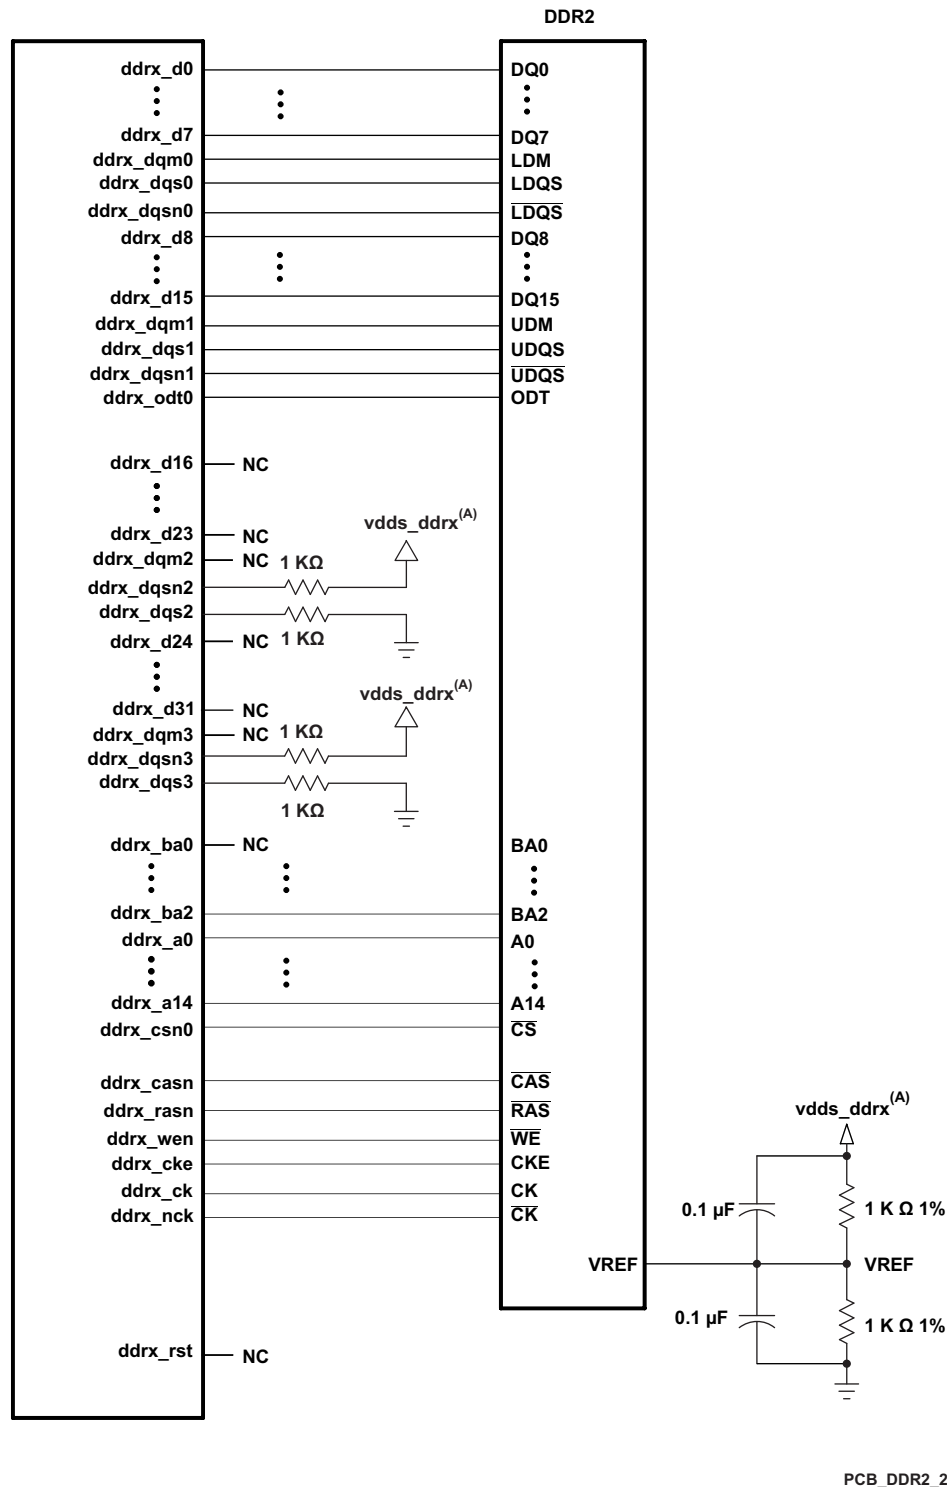 DDR2
ddrx_d0 DQ0
ddrx_d7 DQ7
ddrx_dqm0 LDM
ddrx_dqs0 LDQS
ddrx_dqsn0 LDQS
ddrx_d8 DQ8
ddrx_d15 DQ15
ddrx_dqm1 UDM
ddrx_dqs1 UDQS
ddrx_dqsn1 UDQS
ddrx_odt0 ODT
ddrx_d16 NC
vdds_ddrx(A)
ddrx_d23 NC
ddrx_dqm2 NC 1 KΩ
ddrx_dqsn2
ddrx_dqs2
ddrx_d24 NC 1 KΩ
vdds_ddrx(A)
ddrx_d31 NC
ddrx_dqm3 NC 1 KΩ
ddrx_dqsn3
ddrx_dqs3
1 KΩ
ddrx_ba0 NC BA0
ddrx_ba2 BA2
ddrx_a0 A0
ddrx_a14 A14
ddrx_csn0 CS
ddrx_casn CAS
vdds_ddrx(A)
ddrx_rasn RAS
ddrx_wen WE
ddrx_cke CKE
ddrx_ck CK
0.1 µF 1 K Ω 1%
ddrx_nck CK
VREF VREF
0.1 µF 1 K Ω 1%
ddrx_rst NC
PCB_DDR2_2